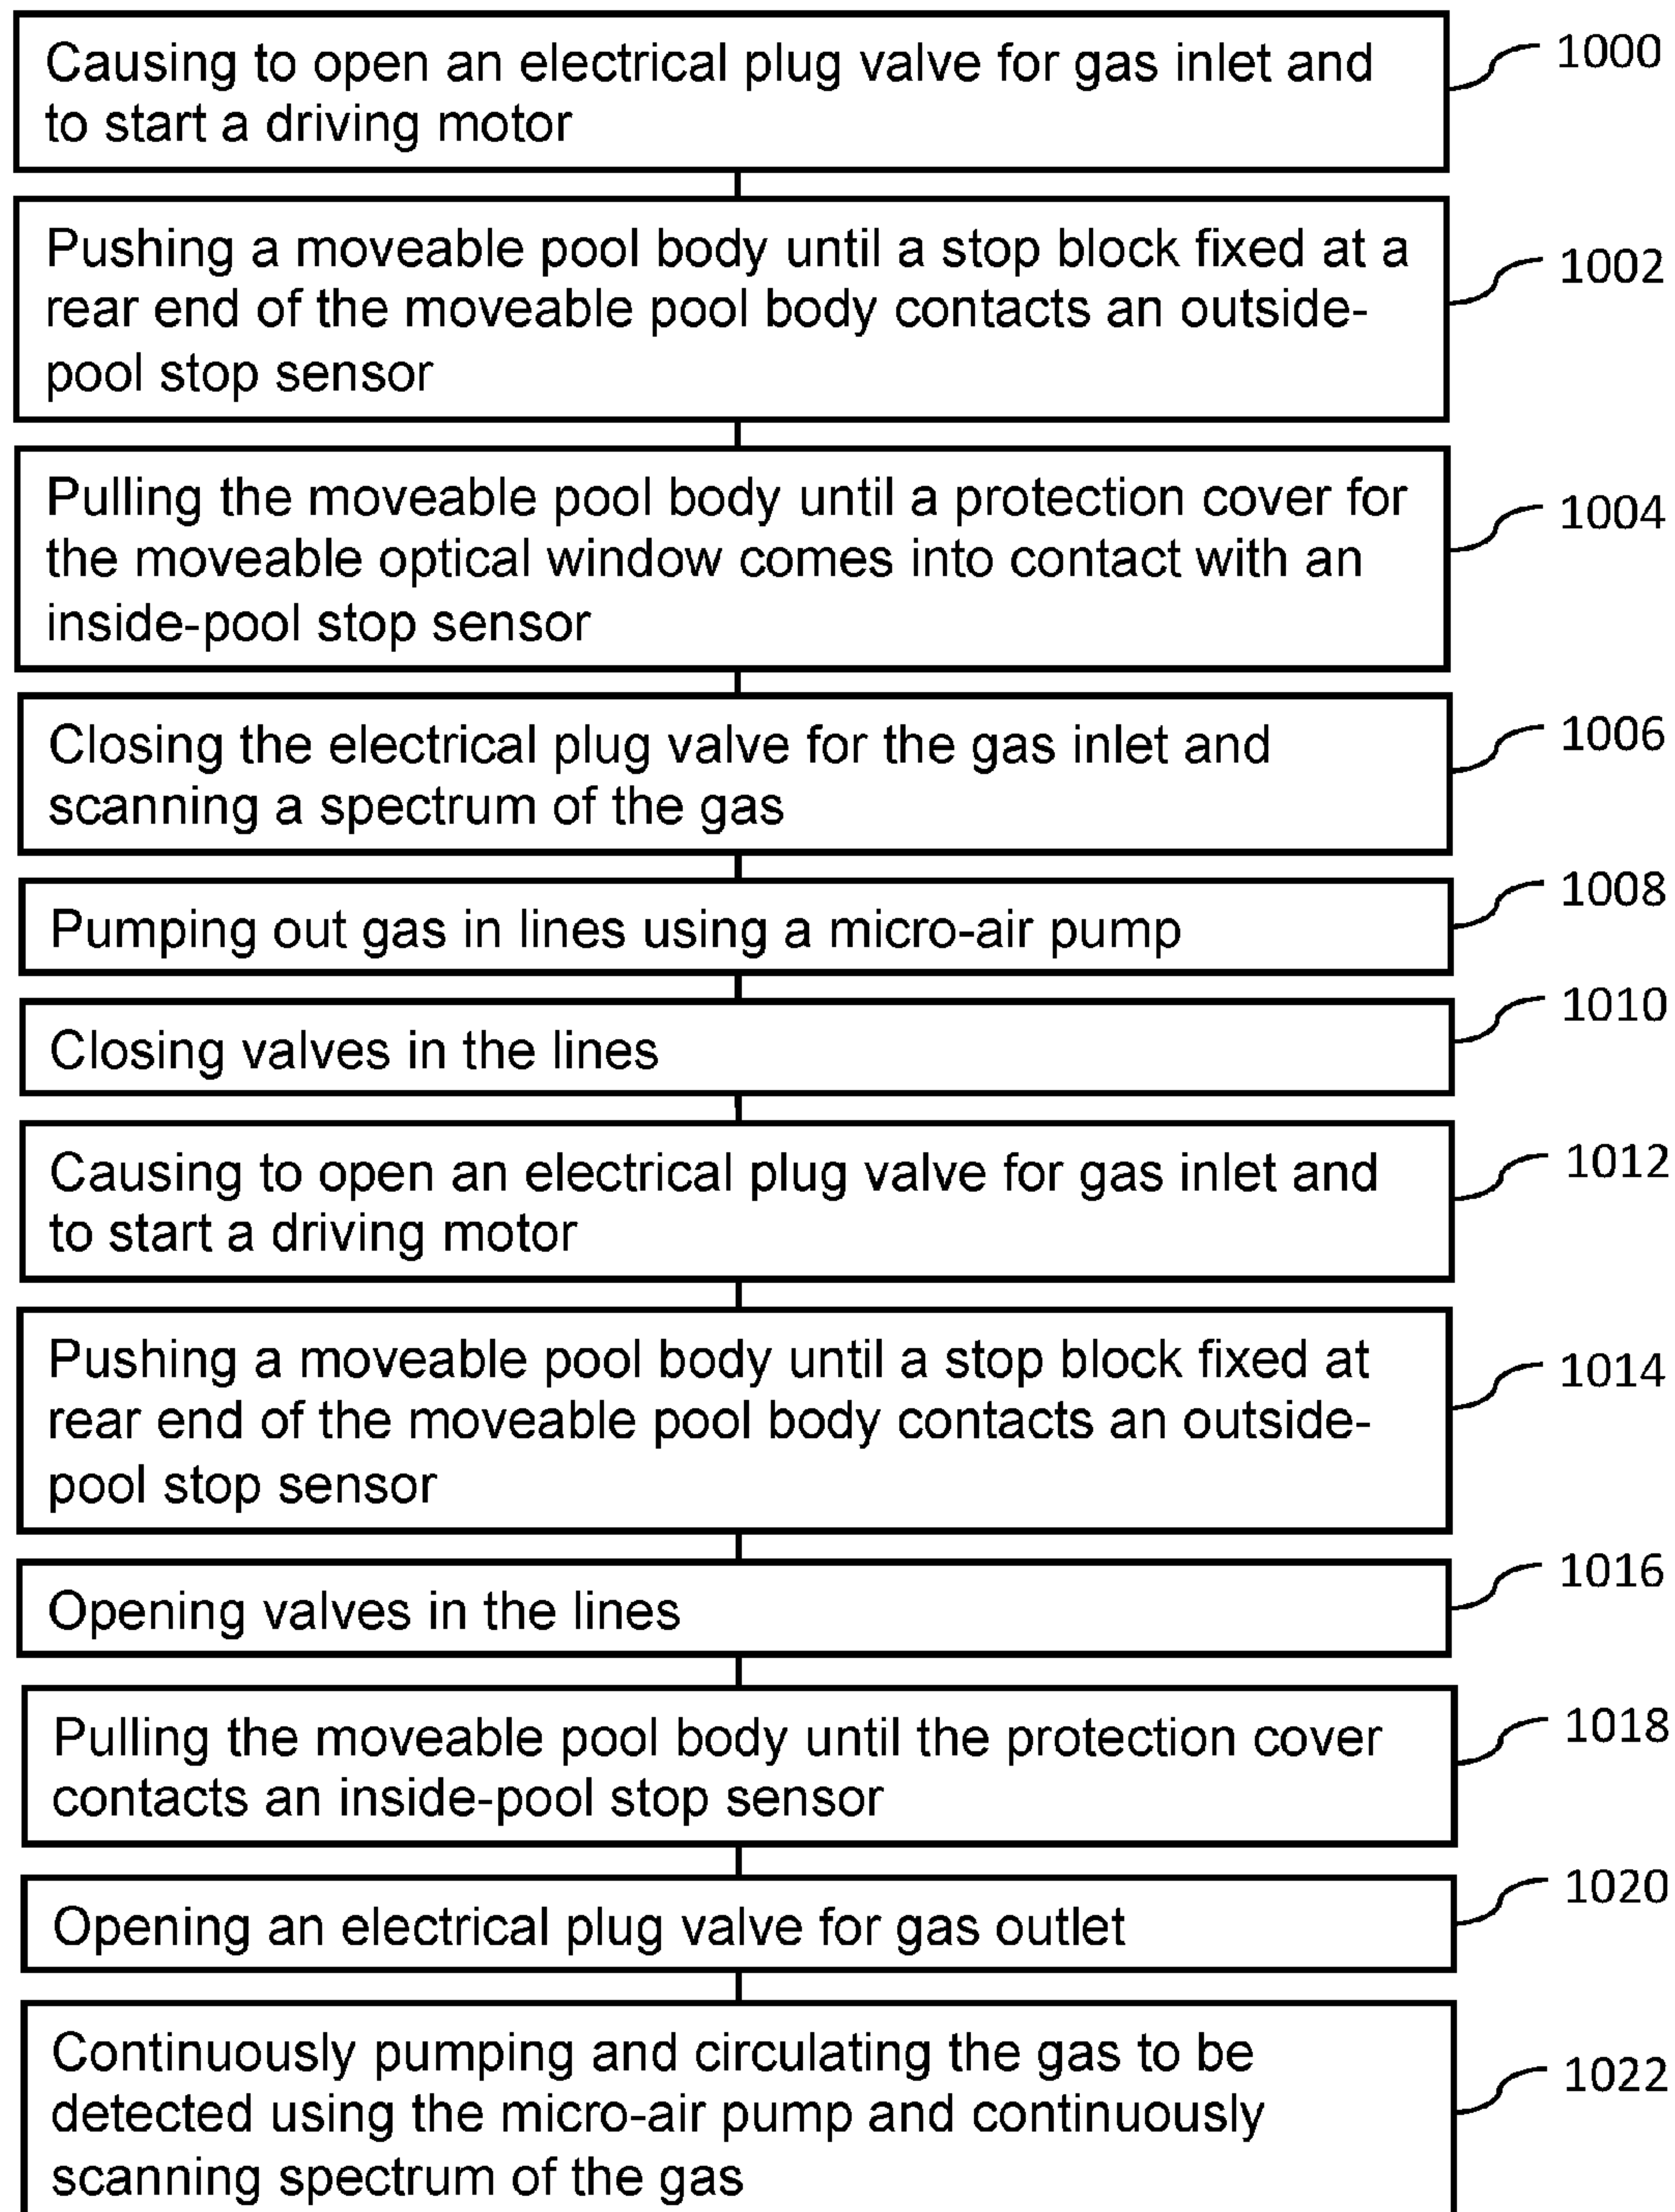 Causing to open an electrical plug valve for gas inlet and
to start a driving motor
1000
Pushing a moveable pool body until a stop block fixed at a
rear end of the moveable pool body contacts an outside-
pool stop sensor
1002
Pulling the moveable pool body until a protection cover for
the moveable optical window comes into contact with an
inside-pool stop sensor
1004
Closing the electrical plug valve for the gas inlet and
scanning a spectrum of the gas
1006
Pumping out gas in lines using a micro-air pump
1008
Closing valves in the lines
1010
Causing to open an electrical plug valve for gas inlet and
to start a driving motor
1012
Pushing a moveable pool body until a stop block fixed at
rear end of the moveable pool body contacts an outside-
pool stop sensor
1014
Opening valves in the lines
1016
Pulling the moveable pool body until the protection cover
contacts an inside-pool stop sensor
1018
Opening an electrical plug valve for gas outlet
1020
Continuously pumping and circulating the gas to be
detected using the micro-air pump and continuously
scanning spectrum of the gas
1022